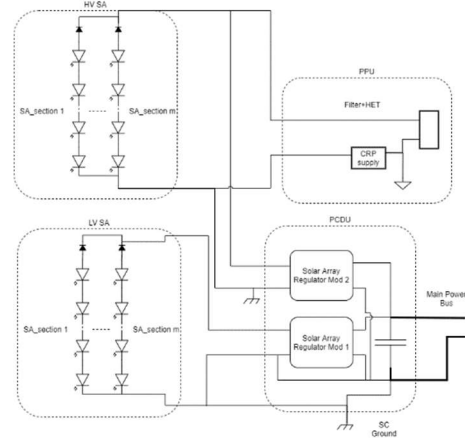 HV SA
SA_section 1
SA_section m
PPU
Filter+HET
CRP
supply
LV SA
SA_section 1
SA_section m
PCDU
Solar Array
Regulator Mod 2
Solar Array
Regulator Mod 1
Main Power
Bus
SC
Ground